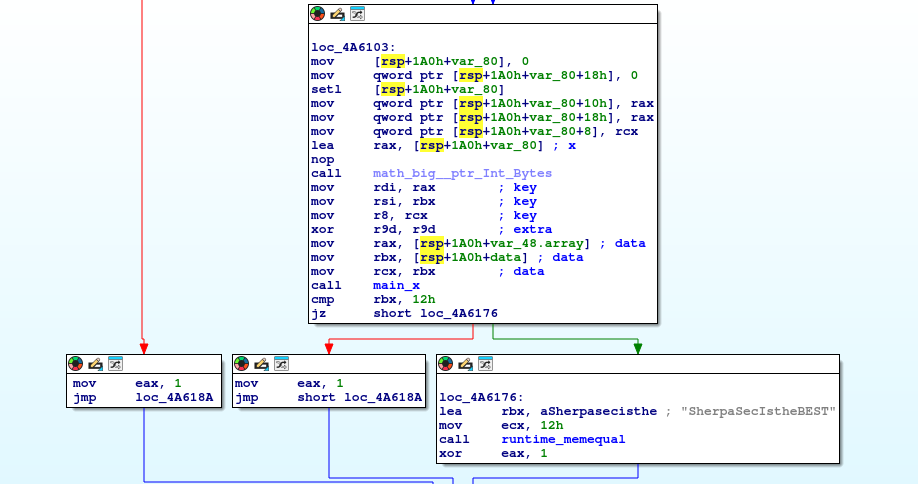 loc_4A6103:
mov [rsp+1A0h+var_80], 0
mov qword ptr [rsp+1A0h+var_80+18h], 0
setl [rsp+1A0h+var_80]
mov qword ptr [rsp+1A0h+var_80+10h], rax
mov qword ptr [rsp+1A0h+var_80+18h], rax
mov qword ptr [rsp+1A0h+var_80+8], rcx
lea rax, [rsp+1A0h+var_80] ; x
nop
call math_big__ptr_Int_Bytes
mov rdi, rax ; key
mov rsi, rbx ; key
mov r8, rcx ; key
xor r9d, r9d ; extra
mov rax, [rsp+1A0h+var_48.array] ; data
mov rbx, [rsp+1A0h+data] ; data
mov rcx, rbx ; data
call main_x
cmp rbx, 12h
jz short loc_4A6176
mov eax, 1
jmp loc_4A618A
mov eax, 1
jmp short loc_4A618A
loc_4A6176:
lea rbx, aSherpasecisthe ; "SherpaSecIstheBEST"
mov ecx, 12h
call runtime_memequal
xor eax, 1